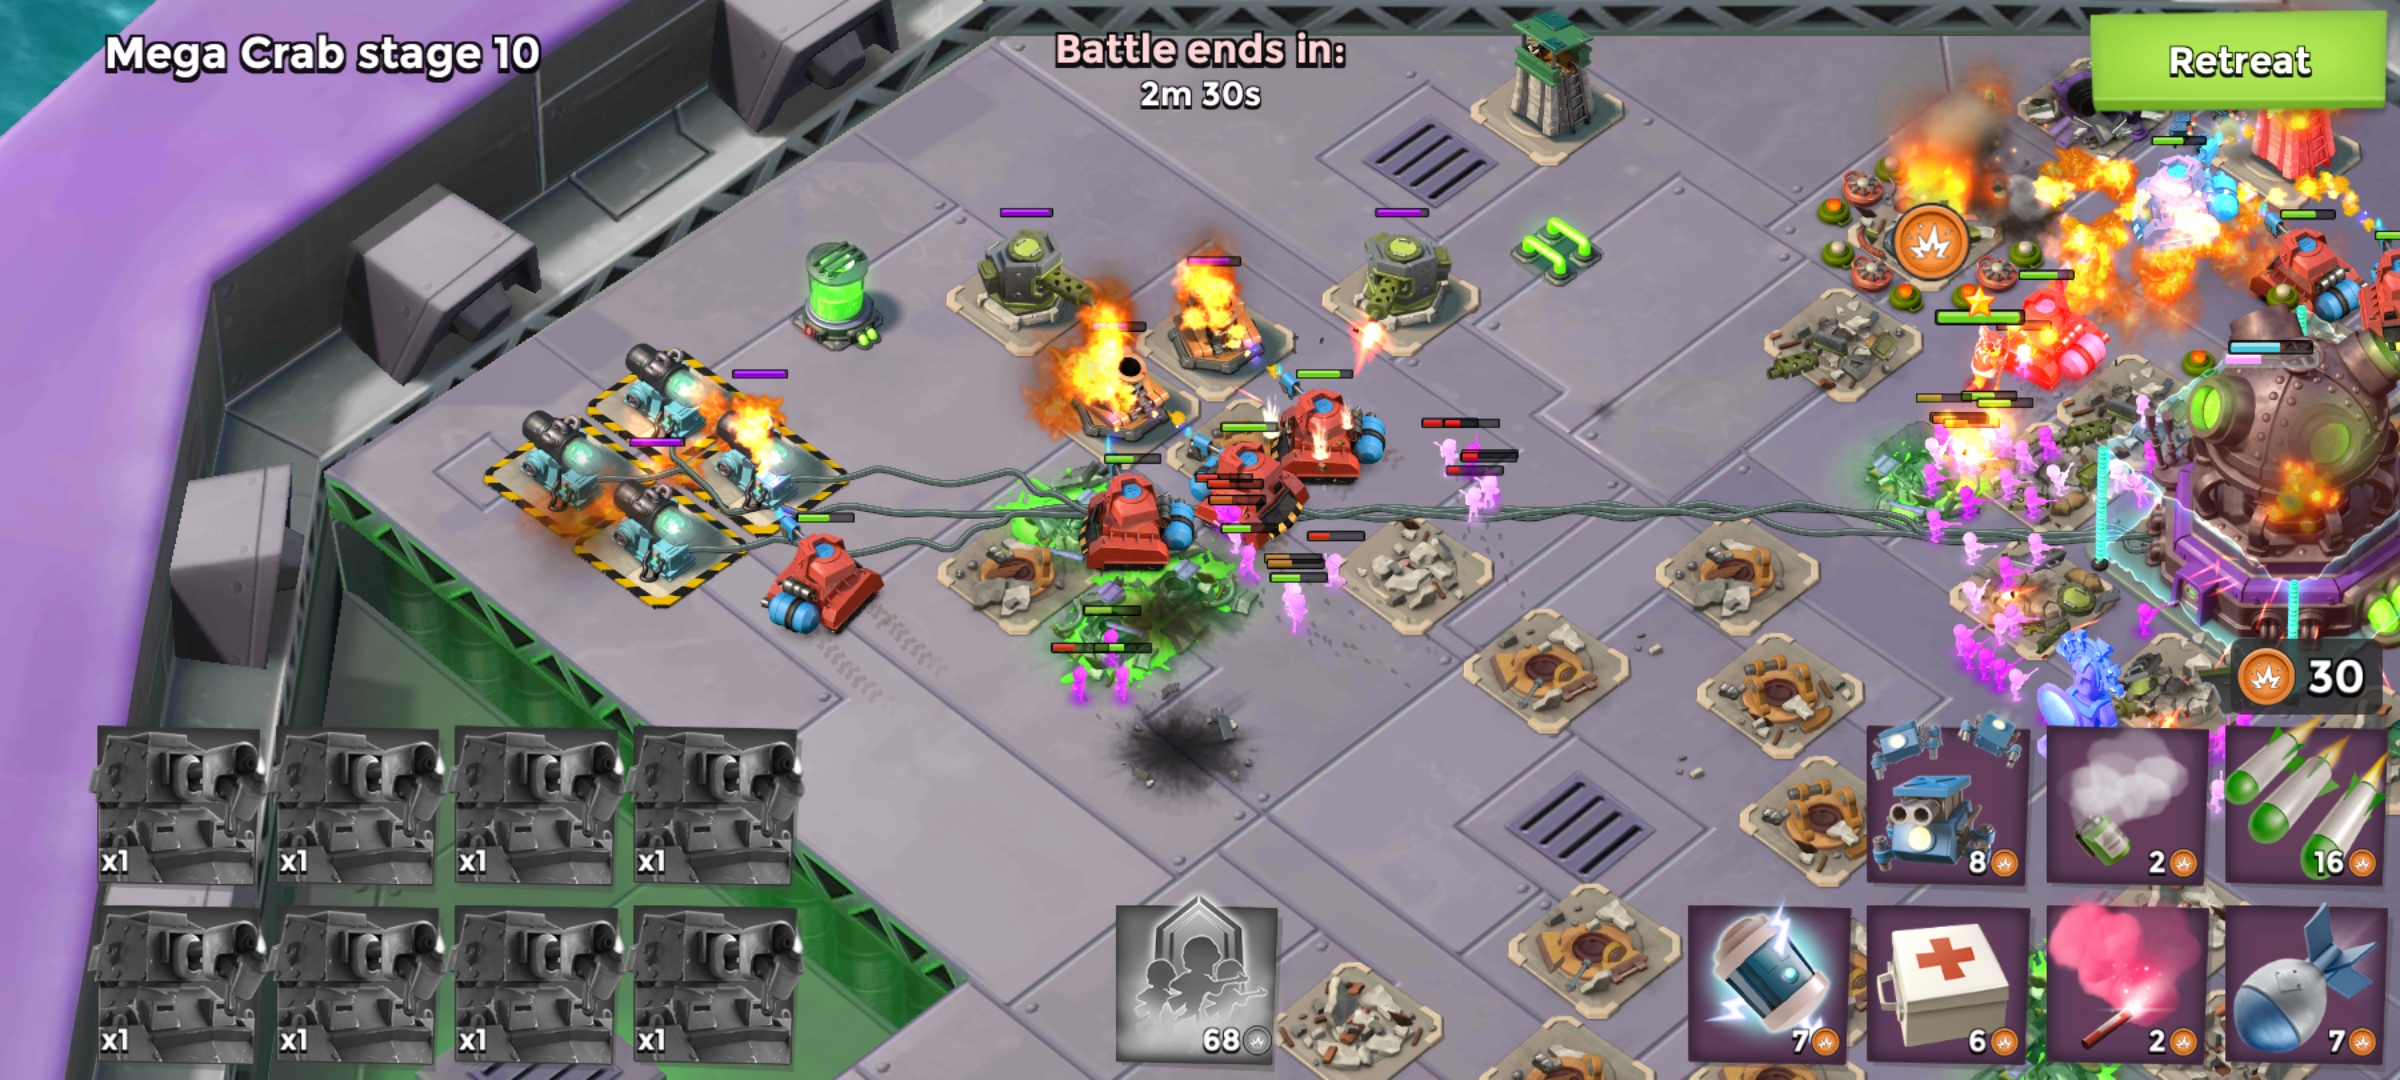 Mega Crab stage 10
Battle ends in:
2m 30s
Retreat
30
x1 x1 x1 x1
8 2 16
x1 x1 x1 x1
68
7 6 2 7